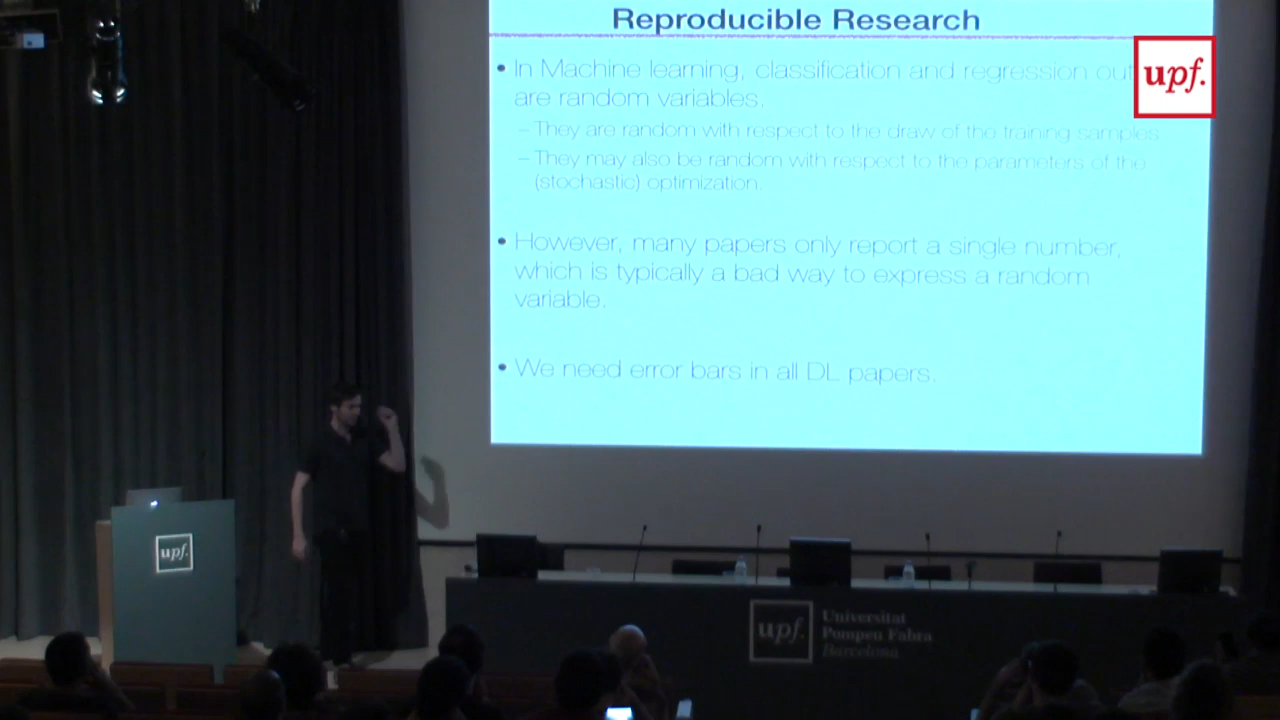 Reproducible Research
• In Machine learning, classification and regression out
are random variables.
– They are random with respect to the draw of the training samples
– They may also be random with respect to the parameters of the
(stochastic) optimization.
• However, many papers only report a single number,
which is typically a bad way to express a random
variable.
• We need error bars in all DL papers.
upf.
upf.
upf.
Universitat
Pompeu Fabra
Barcelona